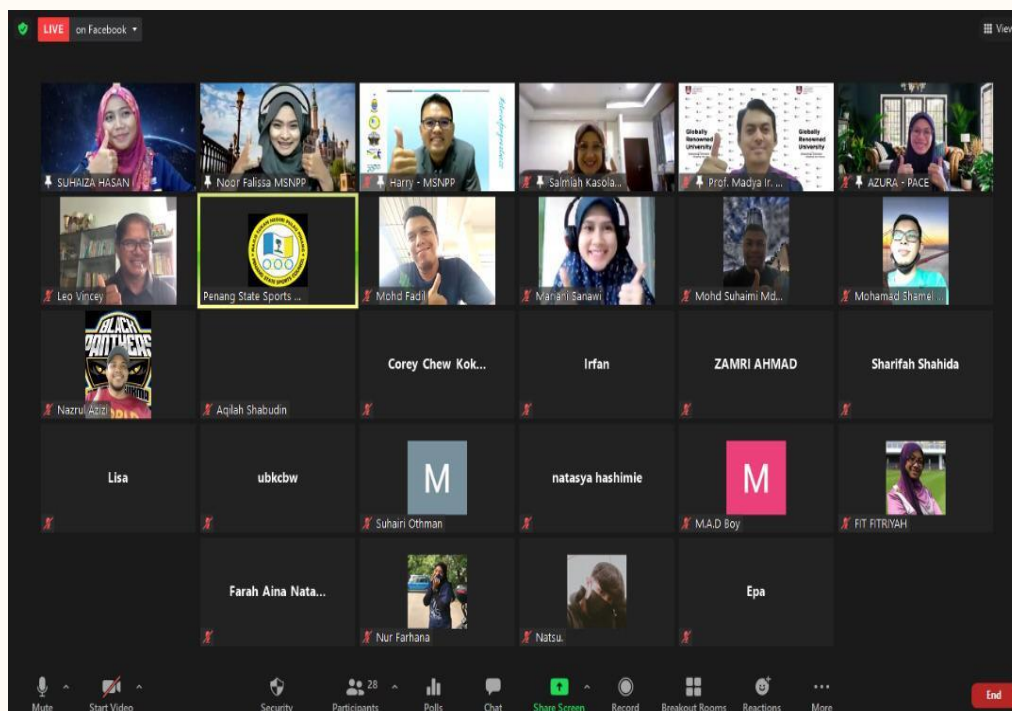 LIVE on Facebook
View
SUHAIZA HASAN
Noor Falissa MSNPP
Harry - MSNPP
Salmiah Kasola...
Globally
Renowned
University
Globally
Renowned
University
Prof. Madya Ir. ...
AZURA - PACE
Leo Vincey
Penang State Sports ...
Mohd Fadil
Marjani Sanawi
Mohd Suhaimi Md...
Mohamad Shamel ...
BLACK
PANTHERS
Nazrul Azizi
Aqilah Shabudin
Corey Chew Kok...
Irfan
ZAMRI AHMAD
Sharifah Shahida
Lisa
ubkcbw
M
Suhairi Othman
natasya hashimie
M
M.A.D Boy
FIT FITRIYAH
Farah Aina Nata...
Nur Farhana
Natsu.
Epa
Mute
Start Video
Security
28
Participants
Polls
Chat
Share Screen
Record
Breakout Rooms
Reactions
More
End